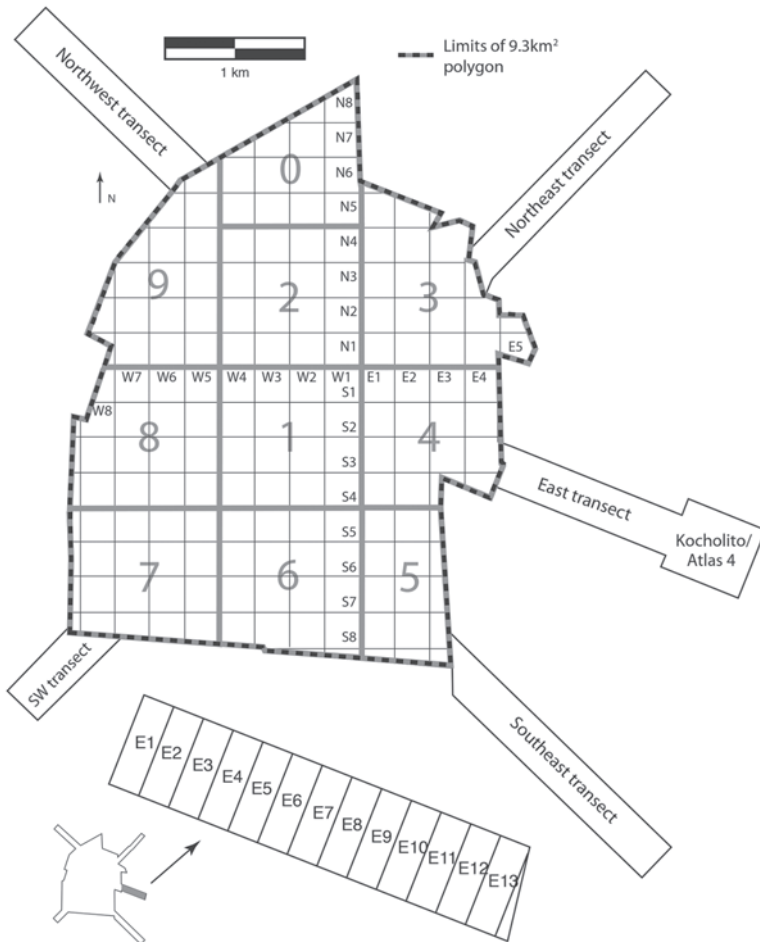 1 km
Limits of 9.3km²
polygon
Northwest transect
Northeast transect
N
N8
N7
N6
0
N5
N4
N3
9
2
3
N2
N1
E5
W7 W6 W5 W4 W3 W2 W1 E1 E2 E3 E4
S1
W8
S2
8
1
4
S3
S4
East transect
Kocholito/
Atlas 4
S5
S6
7
6
5
S7
S8
SW transect
Southeast transect
E1
E2
E3
E4
E5
E6
E7
E8
E9
E10
E11
E12
E13